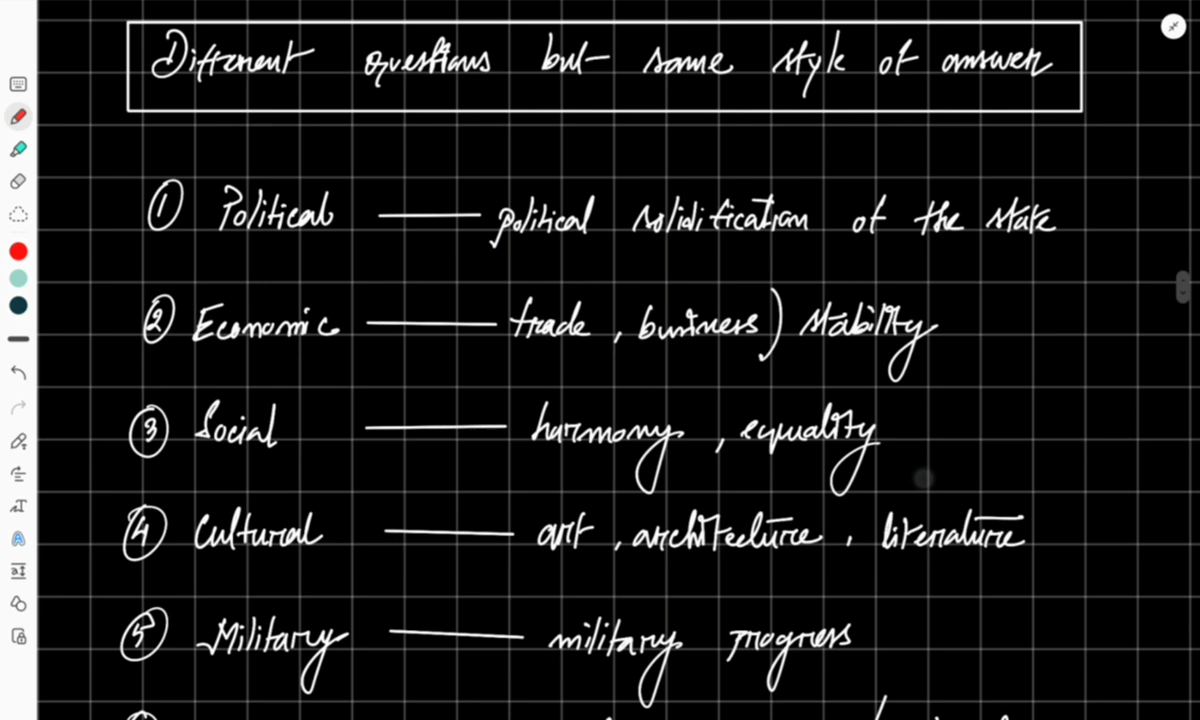 Different questions but some style of answer
① Political — political solidification of the state
② Economic — trade, business) stability
③ Social — harmony, equality
④ Cultural — art, architecture, literature
⑤ Military — military progress